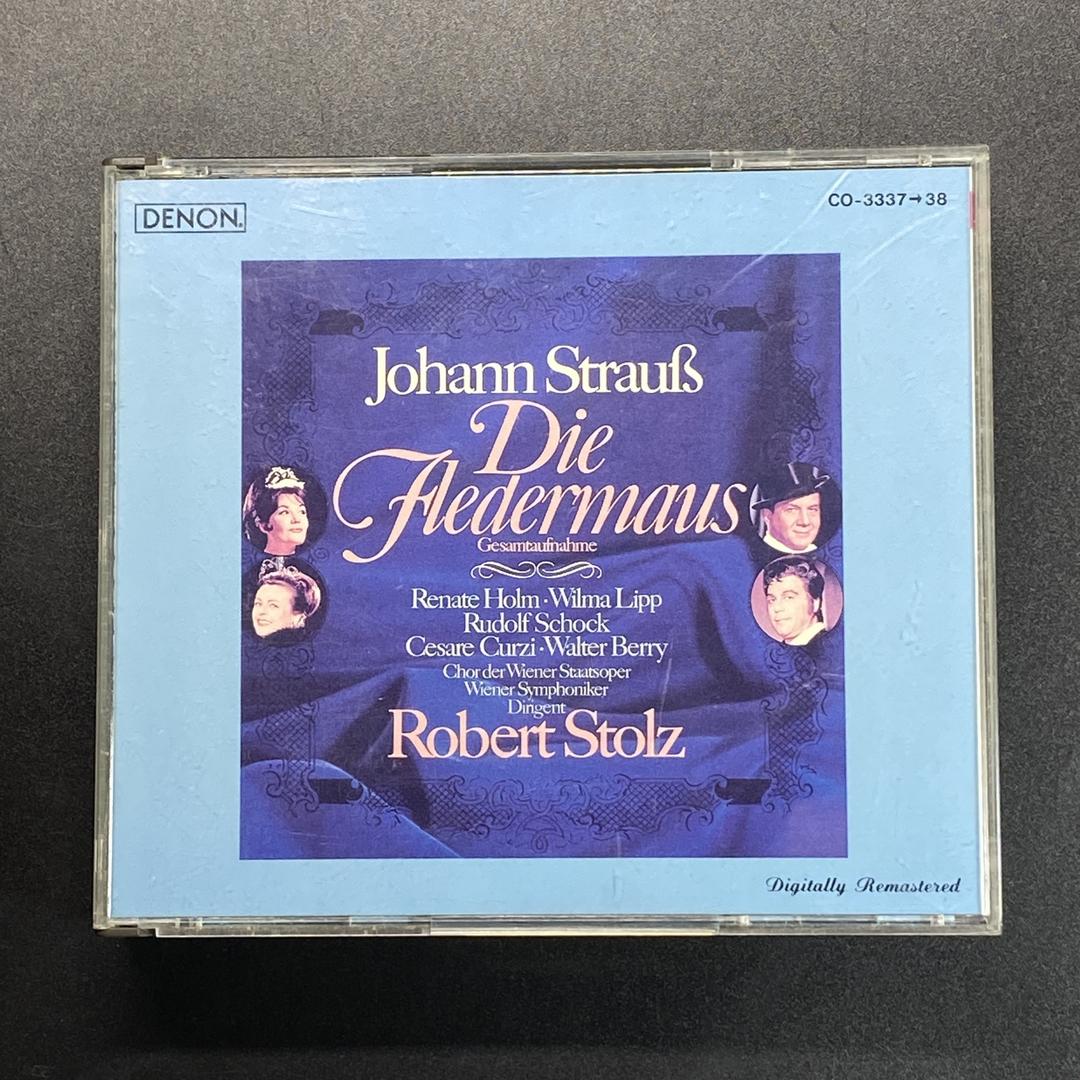 DENON®
CO-3337➞38
Johann Strauß
Die
Fledermaus
Gesamtaufnahme
Renate Holm · Wilma Lipp
Rudolf Schock
Cesare Curzi · Walter Berry
Chor der Wiener Staatsoper
Wiener Symphoniker
Dirigent
Robert Stolz
Digitally Remastered